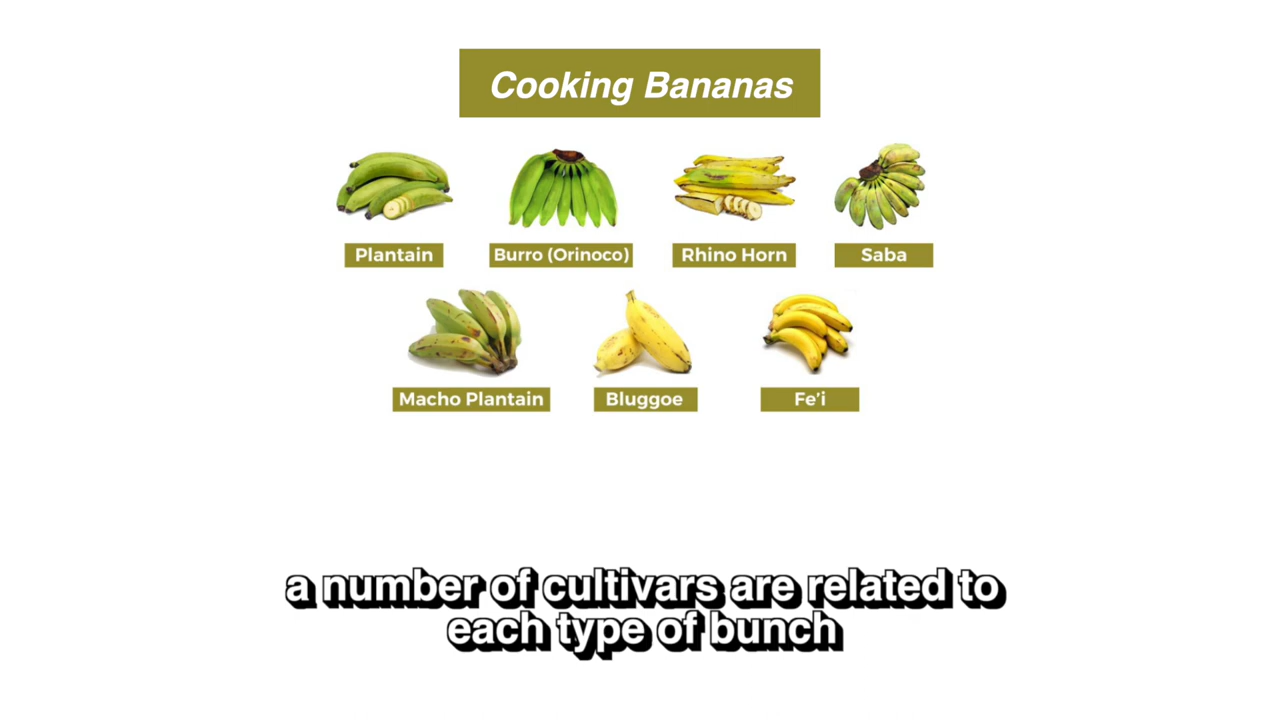 Cooking Bananas
Plantain
Burro (Orinoco)
Rhino Horn
Saba
Macho Plantain
Bluggoe
Fe'i
a number of cultivars are related to
each type of bunch